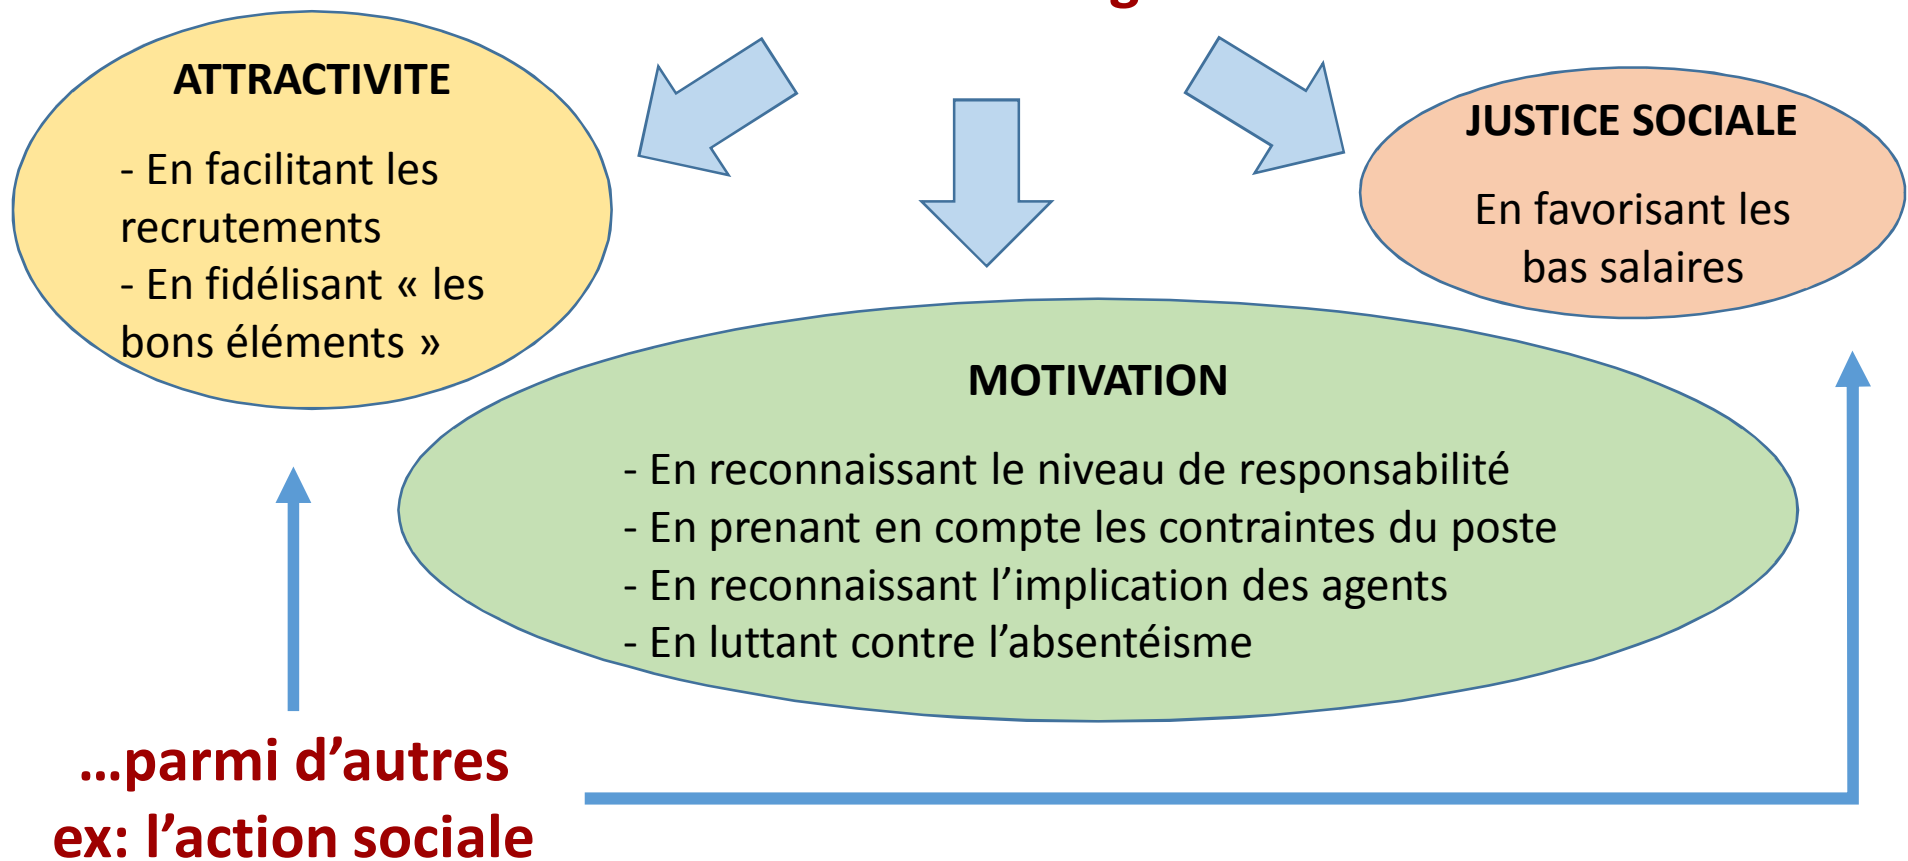 ATTRACTIVITE
- En facilitant les
recrutements
- En fidélisant « les
bons éléments »
JUSTICE SOCIALE
En favorisant les
bas salaires
MOTIVATION
- En reconnaissant le niveau de responsabilité
- En prenant en compte les contraintes du poste
- En reconnaissant l’implication des agents
- En luttant contre l’absentéisme
…parmi d’autres
ex: l’action sociale